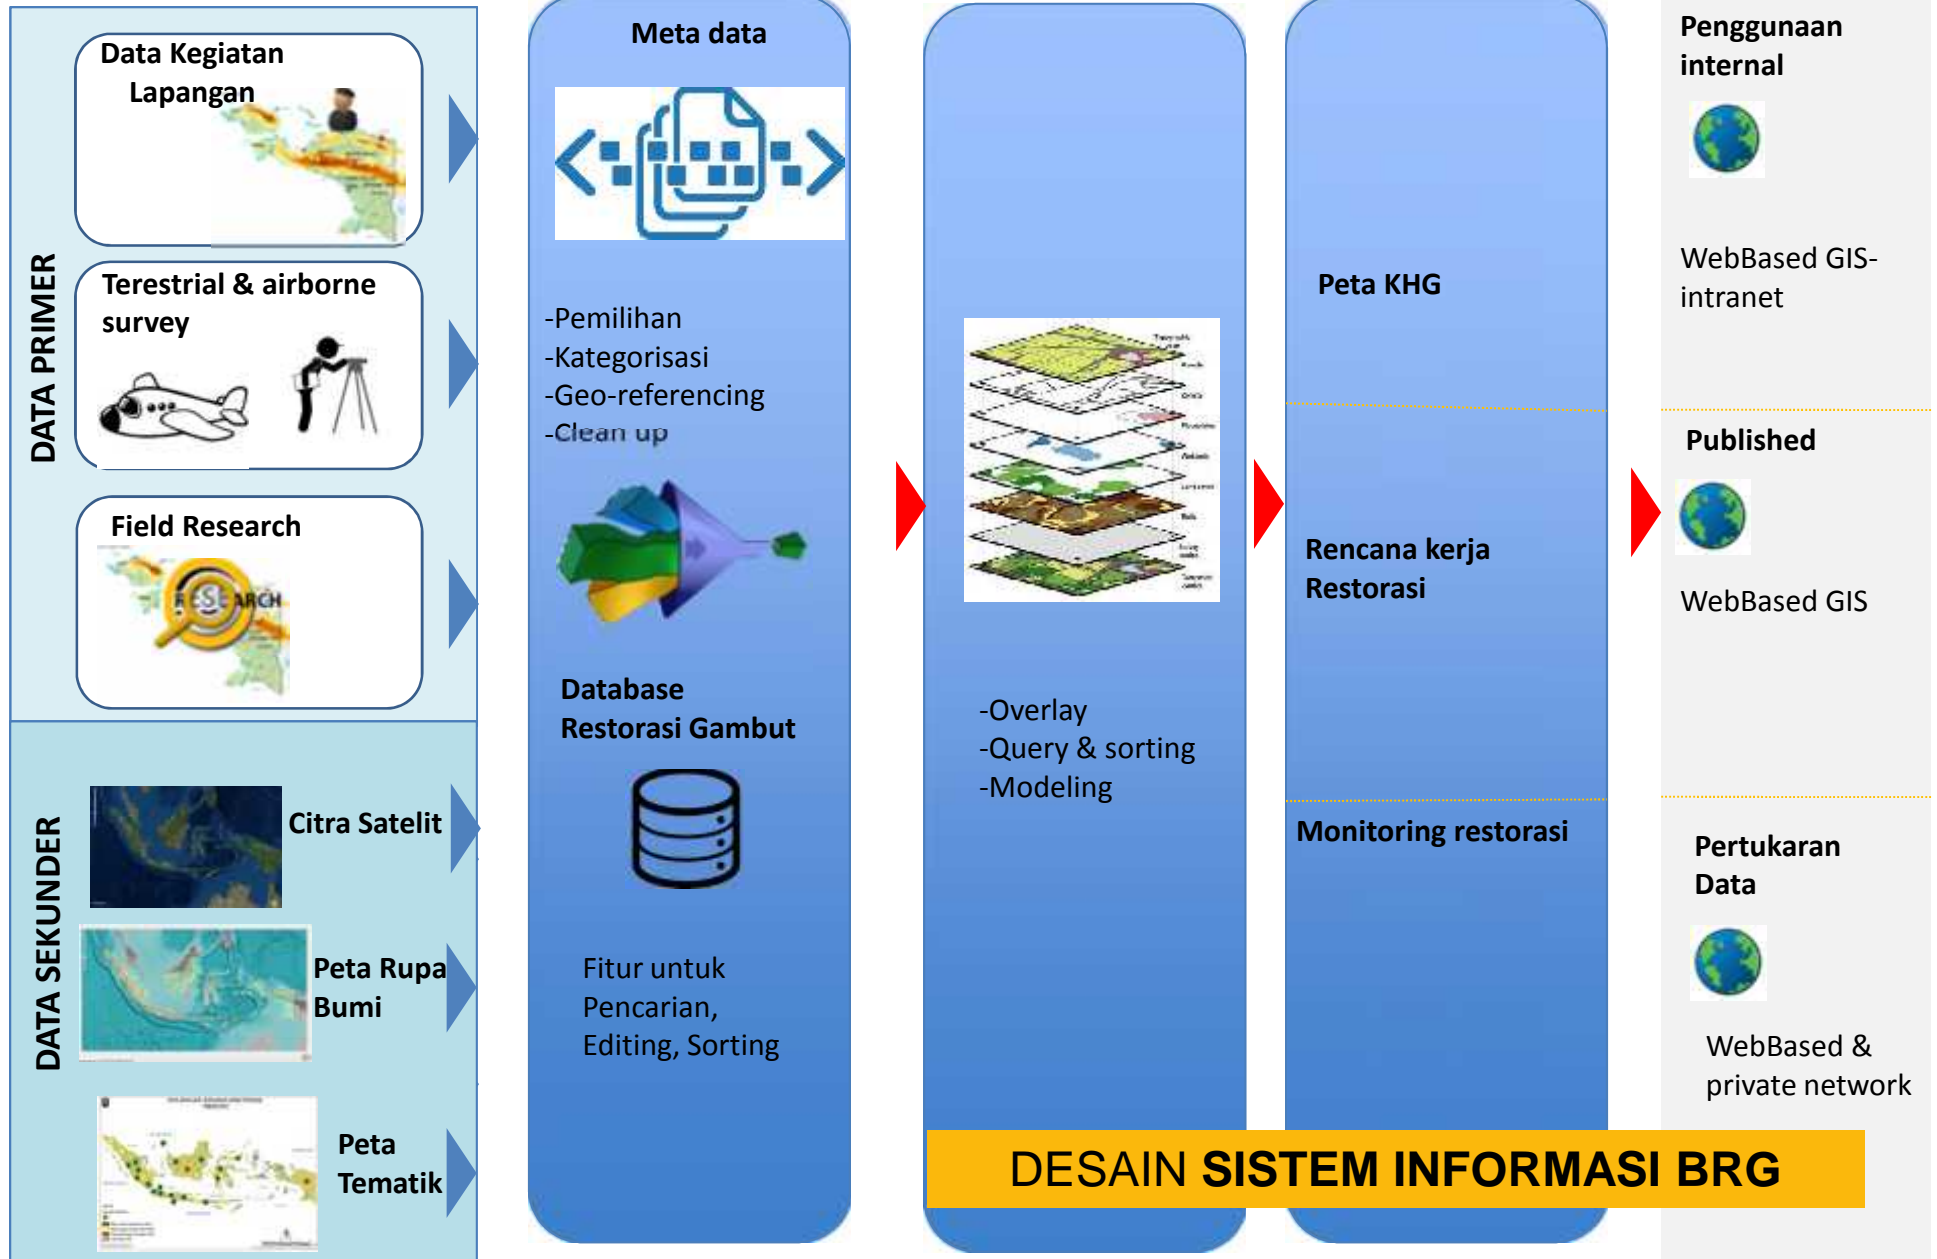 DATA PRIMER
Data Kegiatan
Lapangan
Terestrial & airborne
survey
Field Research
RESEARCH
DATA SEKUNDER
Citra Satelit
Peta Rupa
Bumi
Peta
Tematik
Meta data
-Pemilihan
-Kategorisasi
-Geo-referencing
-Clean up
Database
Restorasi Gambut
Fitur untuk
Pencarian,
Editing, Sorting
-Overlay
-Query & sorting
-Modeling
Peta KHG
Rencana kerja
Restorasi
Monitoring restorasi
Penggunaan
internal
WebBased GIS-
intranet
Published
WebBased GIS
Pertukaran
Data
WebBased &
private network
DESAIN SISTEM INFORMASI BRG